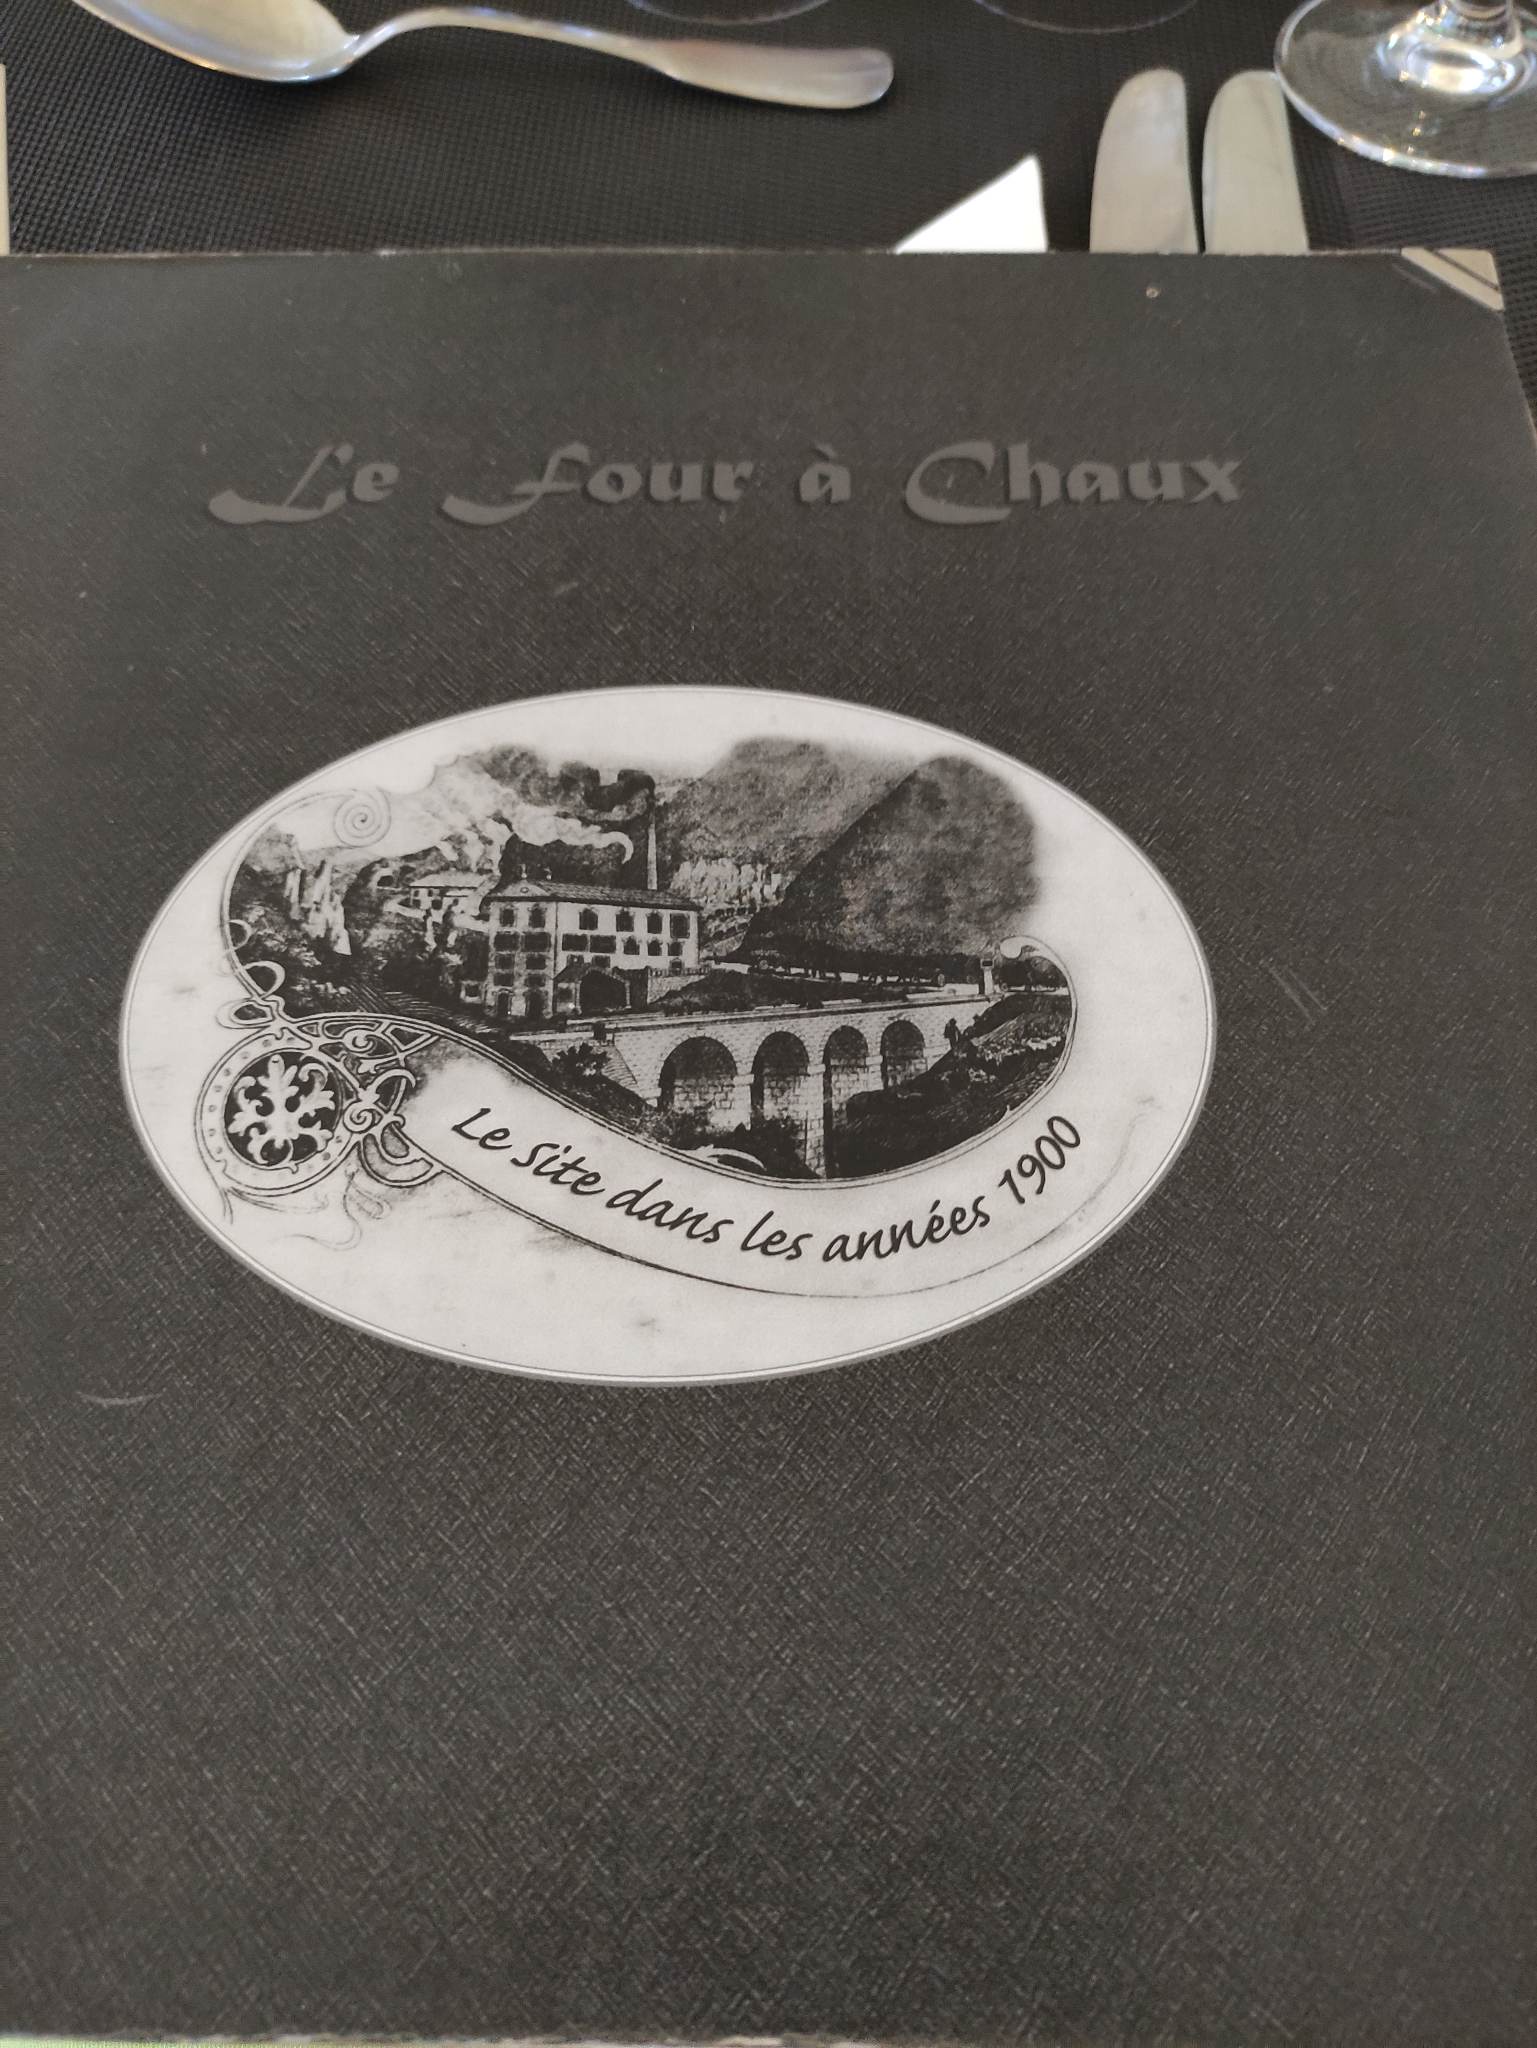 Le Four à Chaux
Le site dans les années 1900